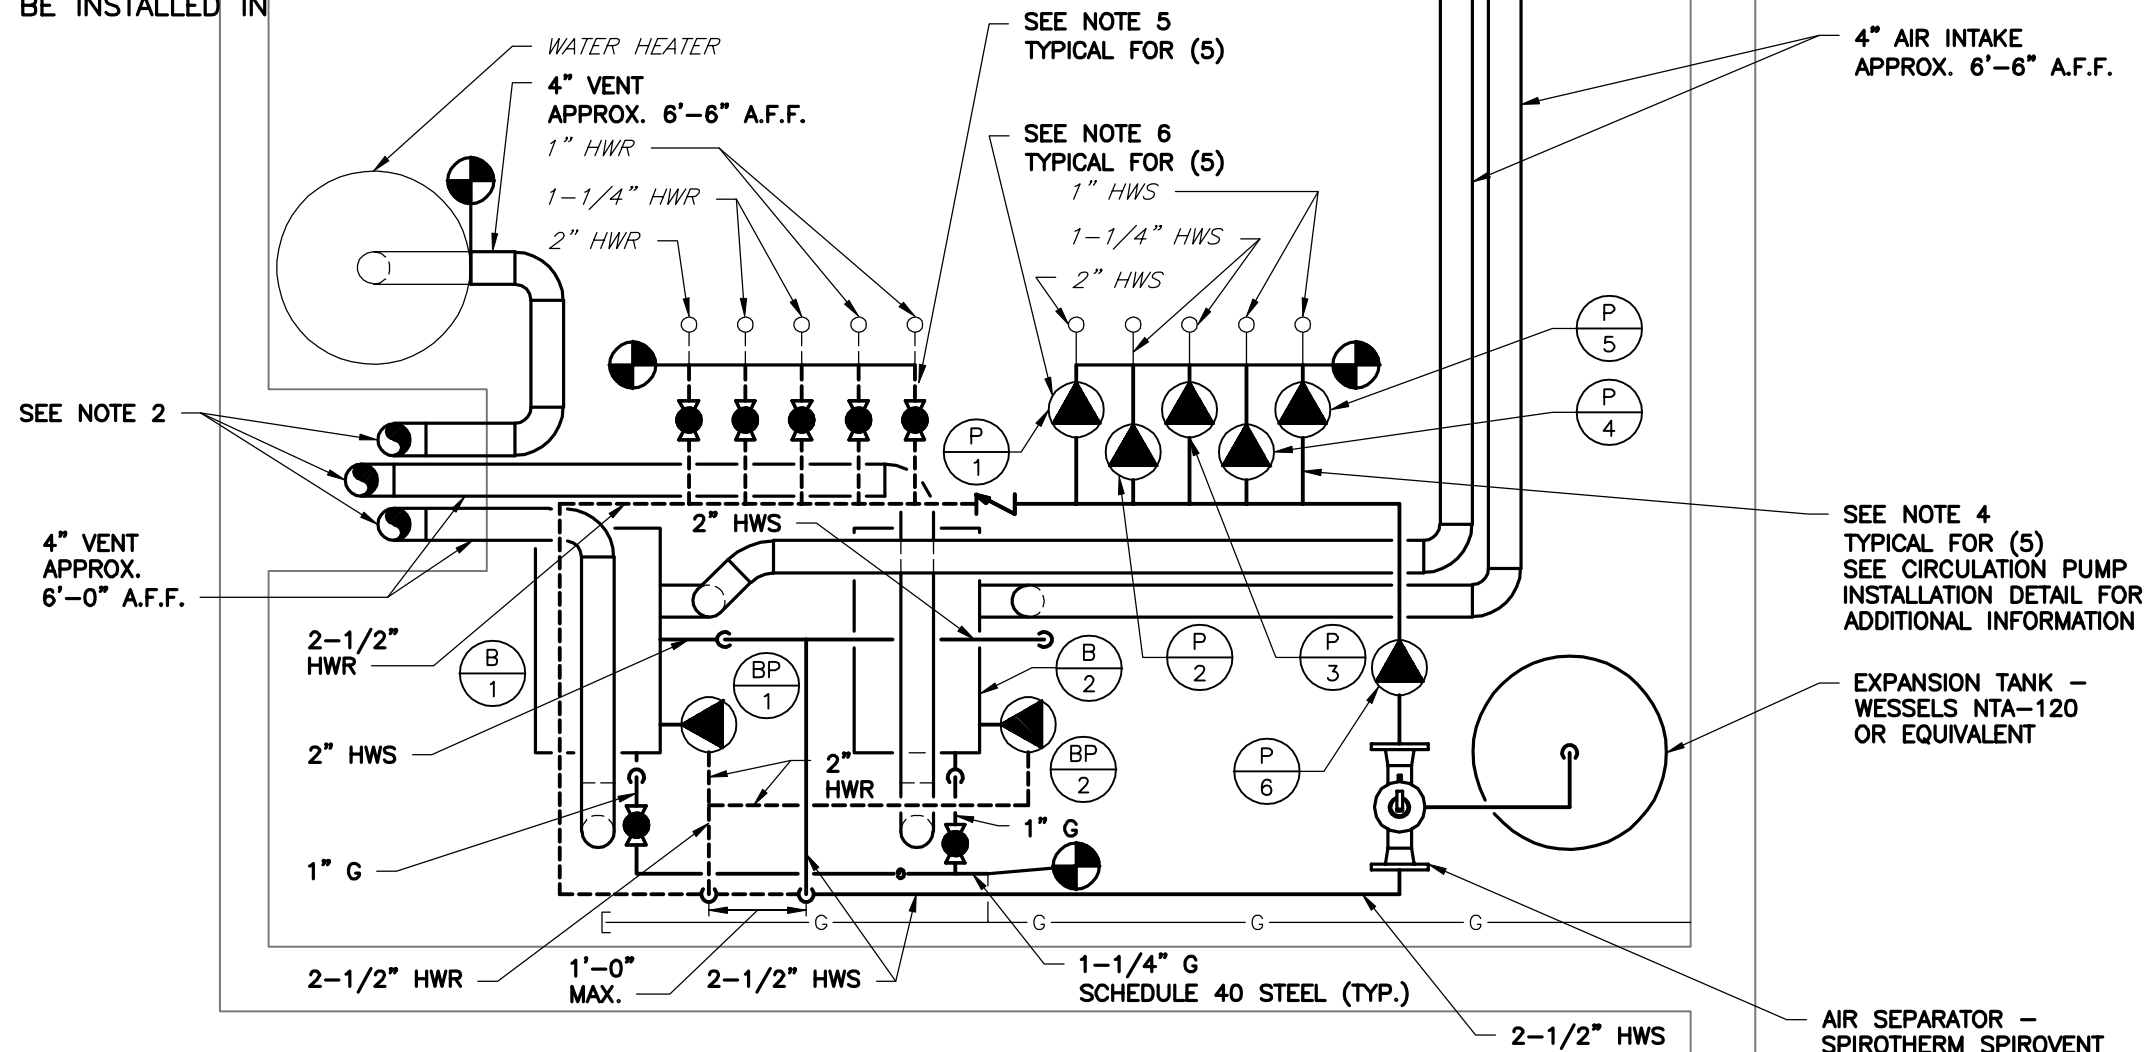 BE INSTALLED IN
WATER HEATER
4" VENT
APPROX. 6'-6" A.F.F.
1" HWR
1-1/4" HWR
2" HWR
SEE NOTE 5
TYPICAL FOR (5)
SEE NOTE 6
TYPICAL FOR (5)
1" HWS
1-1/4" HWS
2" HWS
4" AIR INTAKE
APPROX. 6'-6" A.F.F.
P
5
P
4
SEE NOTE 2
P
1
4" VENT
APPROX.
6'-0" A.F.F.
2" HWS
SEE NOTE 4
TYPICAL FOR (5)
SEE CIRCULATION PUMP
INSTALLATION DETAIL FOR
ADDITIONAL INFORMATION
2-1/2"
HWR
B
1
BP
1
B
2
P
2
P
3
EXPANSION TANK -
WESSELS NTA-120
OR EQUIVALENT
2" HWS
2"
HWR
BP
2
P
6
1" G
1" G
G
G
G
G
2-1/2" HWR
1'-0"
MAX.
2-1/2" HWS
1-1/4" G
SCHEDULE 40 STEEL (TYP.)
2-1/2" HWS
AIR SEPARATOR -
SPIROTHERM SPIROVENT